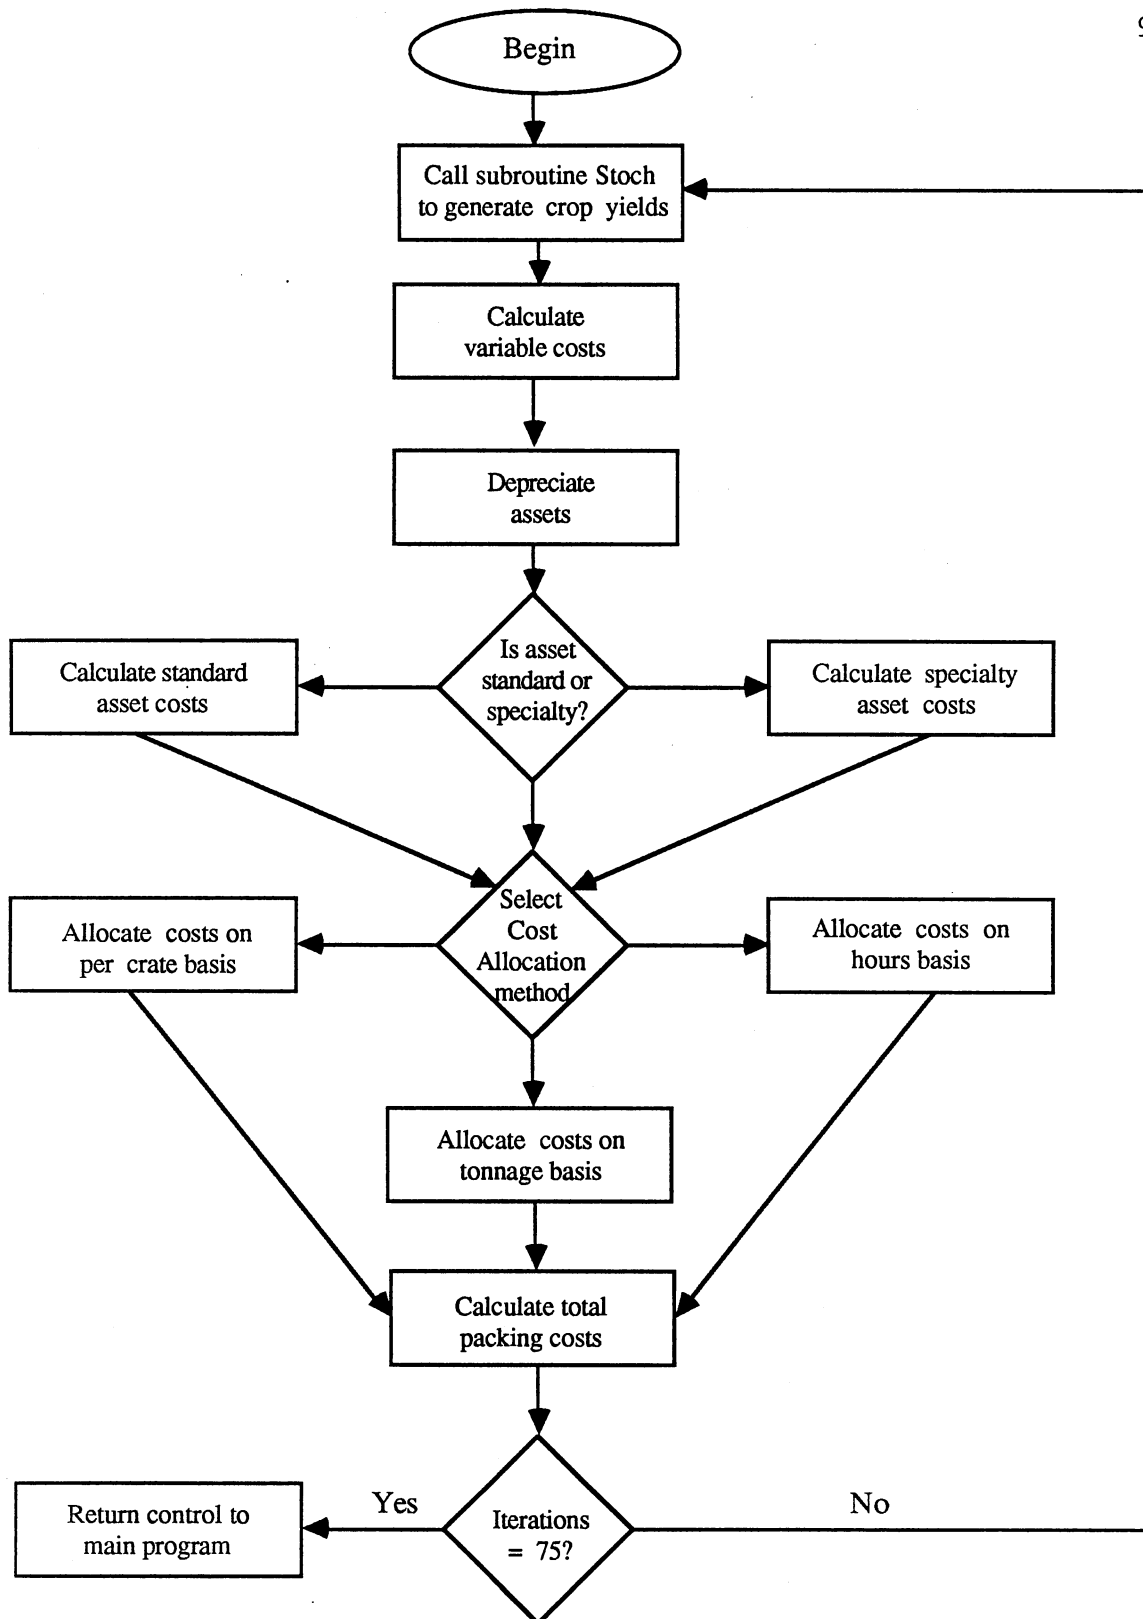 9
Begin
Call subroutine Stoch
to generate crop yields
Calculate
variable costs
Depreciate
assets
Is asset
standard or
specialty?
Calculate standard
asset costs
Calculate specialty
asset costs
Select
Cost
Allocation
method
Allocate costs on
per crate basis
Allocate costs on
hours basis
Allocate costs on
tonnage basis
Calculate total
packing costs
Iterations
= 75?
Yes
No
Return control to
main program